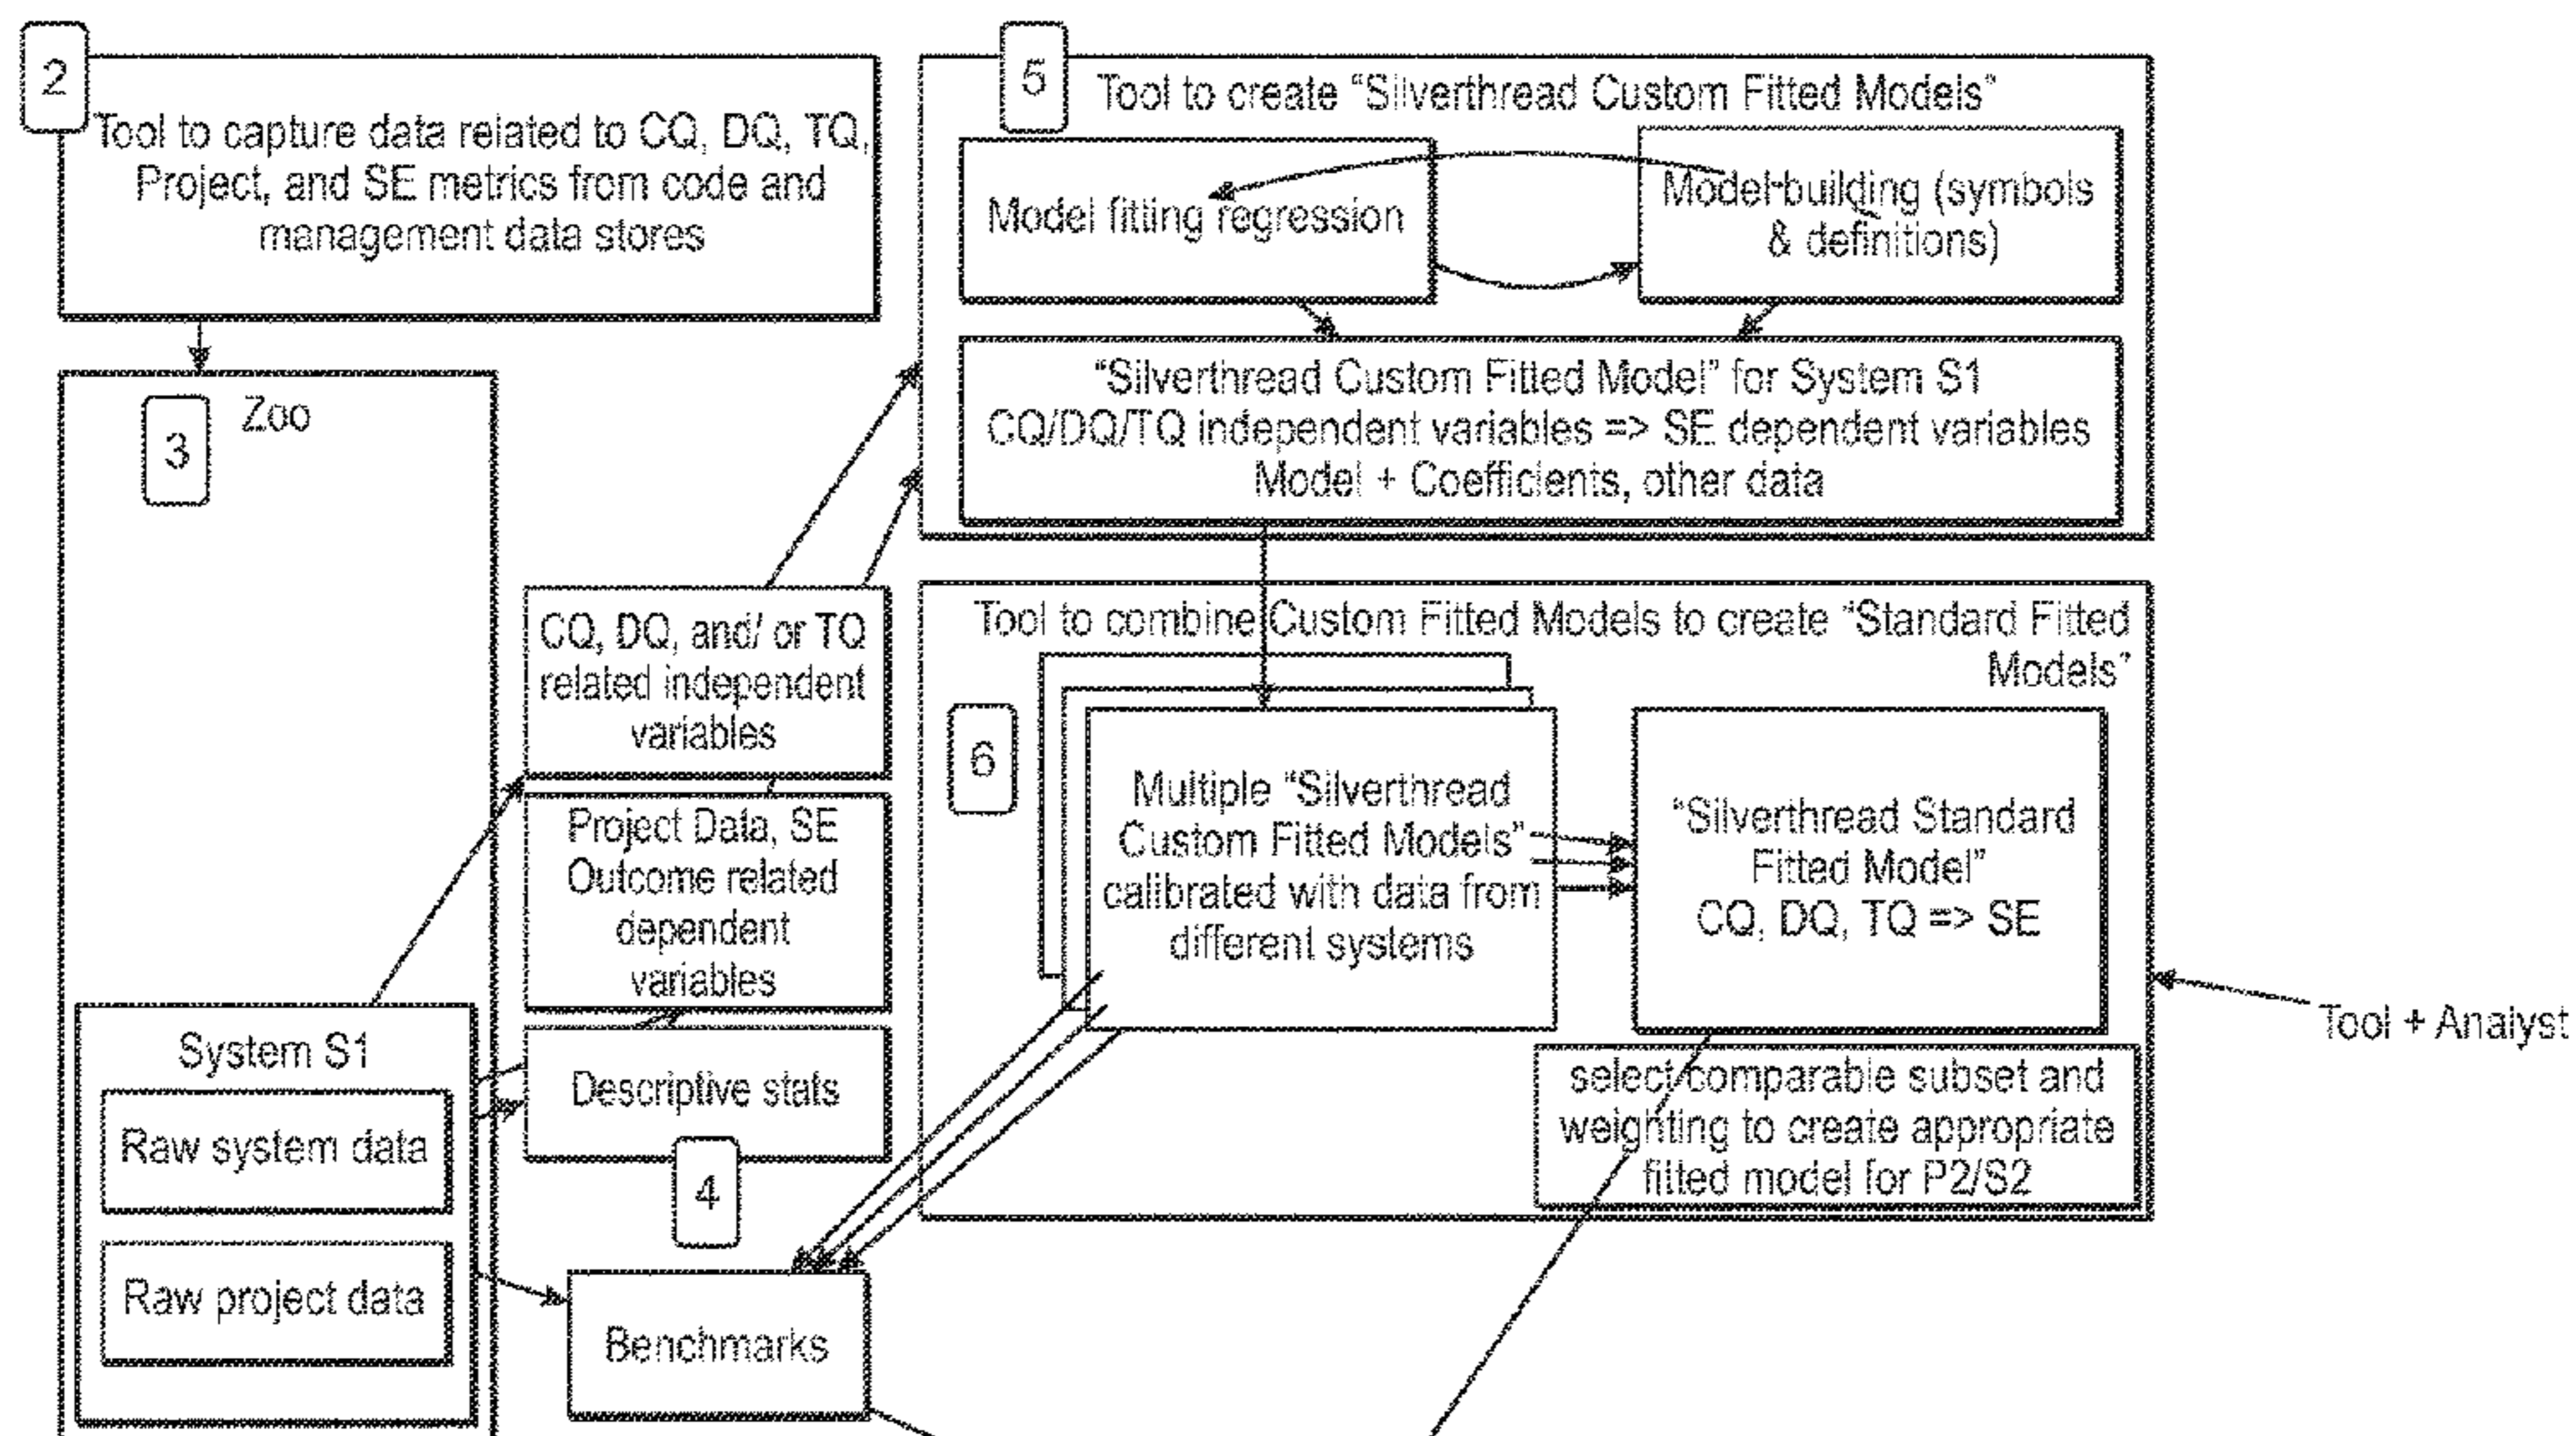 2
Tool to capture data related to CQ, DQ, TQ,
Project, and SE metrics from code and
management data stores
3
Zoo
System S1
Raw system data
Raw project data
CQ, DQ, and/ or TQ
related independent
variables
Project Data, SE
Outcome related
dependent
variables
Descriptive stats
4
Benchmarks
5
Tool to create “Silverthread Custom Fitted Models”
Model fitting regression
Model-building (symbols
& definitions)
“Silverthread Custom Fitted Model” for System S1
CQ/DQ/TQ independent variables => SE dependent variables
Model + Coefficients, other data
Tool to combine Custom Fitted Models to create “Standard Fitted
Models”
6
Multiple “Silverthread
Custom Fitted Models”
calibrated with data from
different systems
“Silverthread Standard
Fitted Model”
CQ, DQ, TQ => SE
select comparable subset and
weighting to create appropriate
fitted model for P2/S2
Tool + Analyst